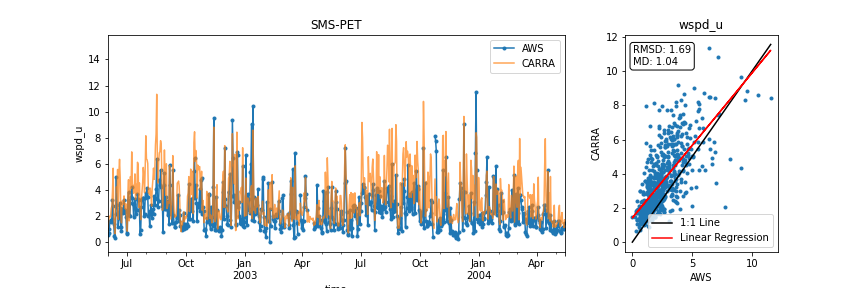 SMS-PET
wspd_u
14
12
10
8
6
4
2
0
AWS
CARRA
Jul
Oct
Jan
2003
Apr
Jul
Oct
Jan
2004
Apr
wspd_u
12
10
8
6
4
2
0
CARRA
RMSD: 1.69
MD: 1.04
1:1 Line
Linear Regression
0
5
10
AWS